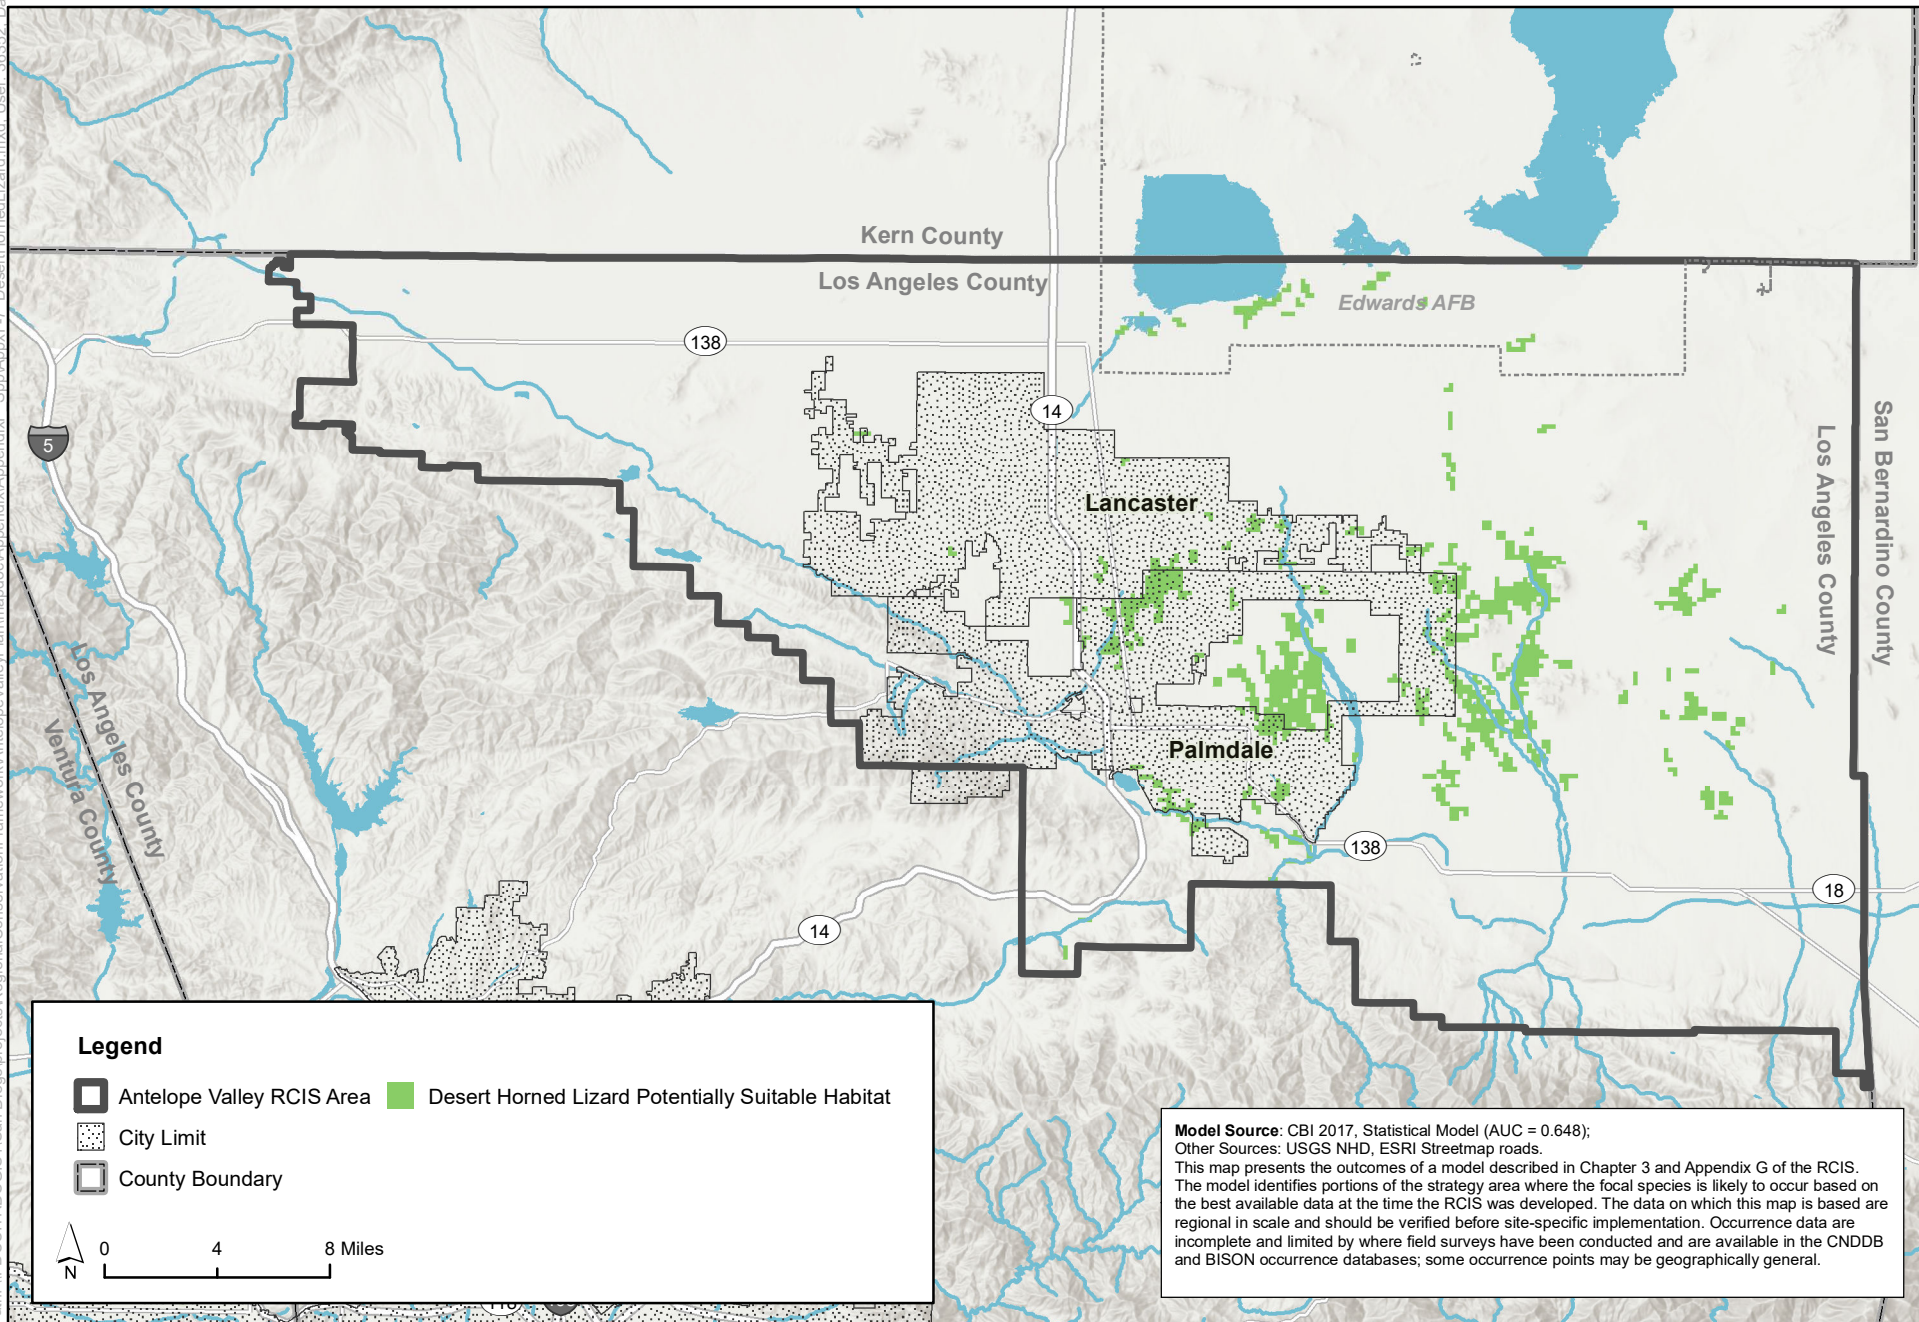 Kern County
Los Angeles County
Edwards AFB
138
14
5
Lancaster
San Bernardino County
Los Angeles County
Los Angeles County
Ventura County
Palmdale
138
18
14
Legend
Antelope Valley RCIS Area
Desert Horned Lizard Potentially Suitable Habitat
City Limit
County Boundary
N
0 4 8 Miles
Model Source: CBI 2017, Statistical Model (AUC = 0.648);
Other Sources: USGS NHD, ESRI Streetmap roads.
This map presents the outcomes of a model described in Chapter 3 and Appendix G of the RCIS.
The model identifies portions of the strategy area where the focal species is likely to occur based on
the best available data at the time the RCIS was developed. The data on which this map is based are
regional in scale and should be verified before site-specific implementation. Occurrence data are
incomplete and limited by where field surveys have been conducted and are available in the CNDDB
and BISON occurrence databases; some occurrence points may be geographically general.